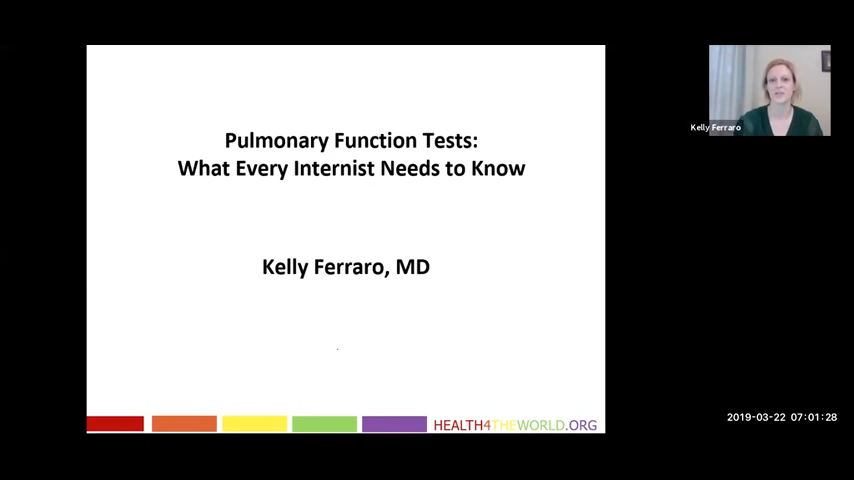 Pulmonary Function Tests:
What Every Internist Needs to Know
Kelly Ferraro, MD
HEALTH4THEWORLD.ORG
Kelly Ferraro
2019-03-22 07:01:28